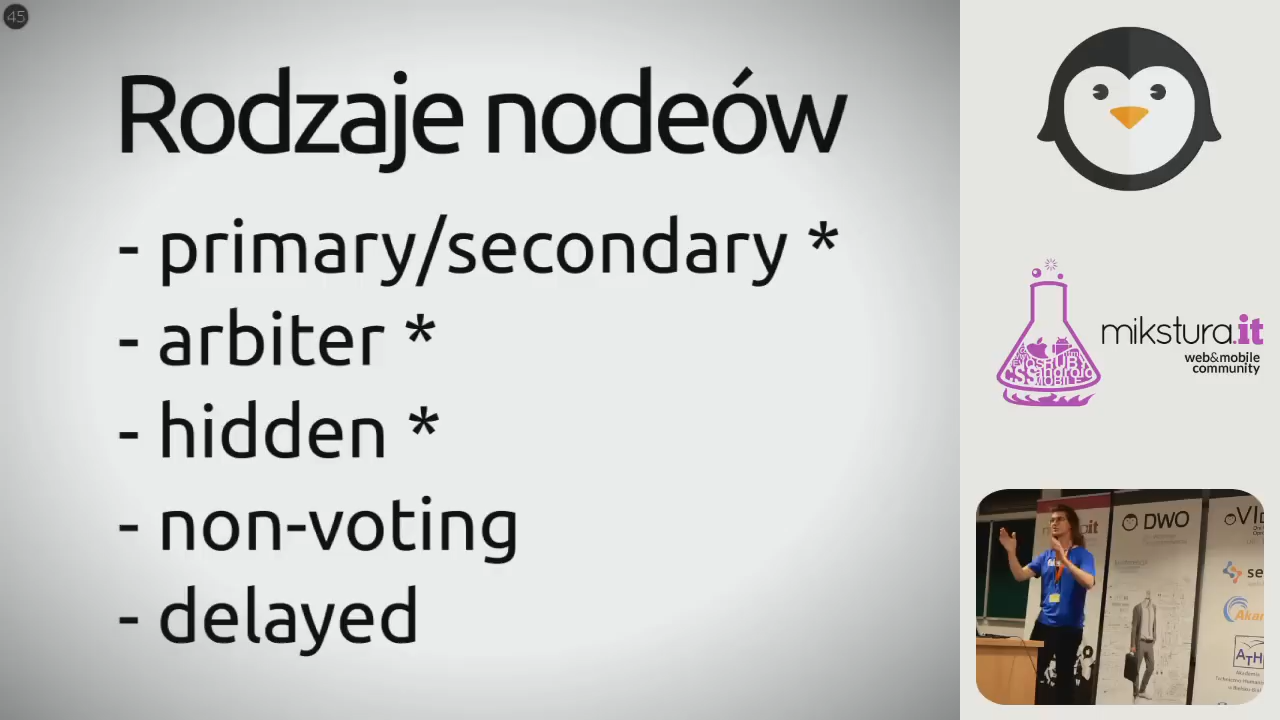 45
Rodzaje nodeów
- primary/secondary *
- arbiter *
- hidden *
- non-voting
- delayed
mikstura.it
web&mobile
community
DWO